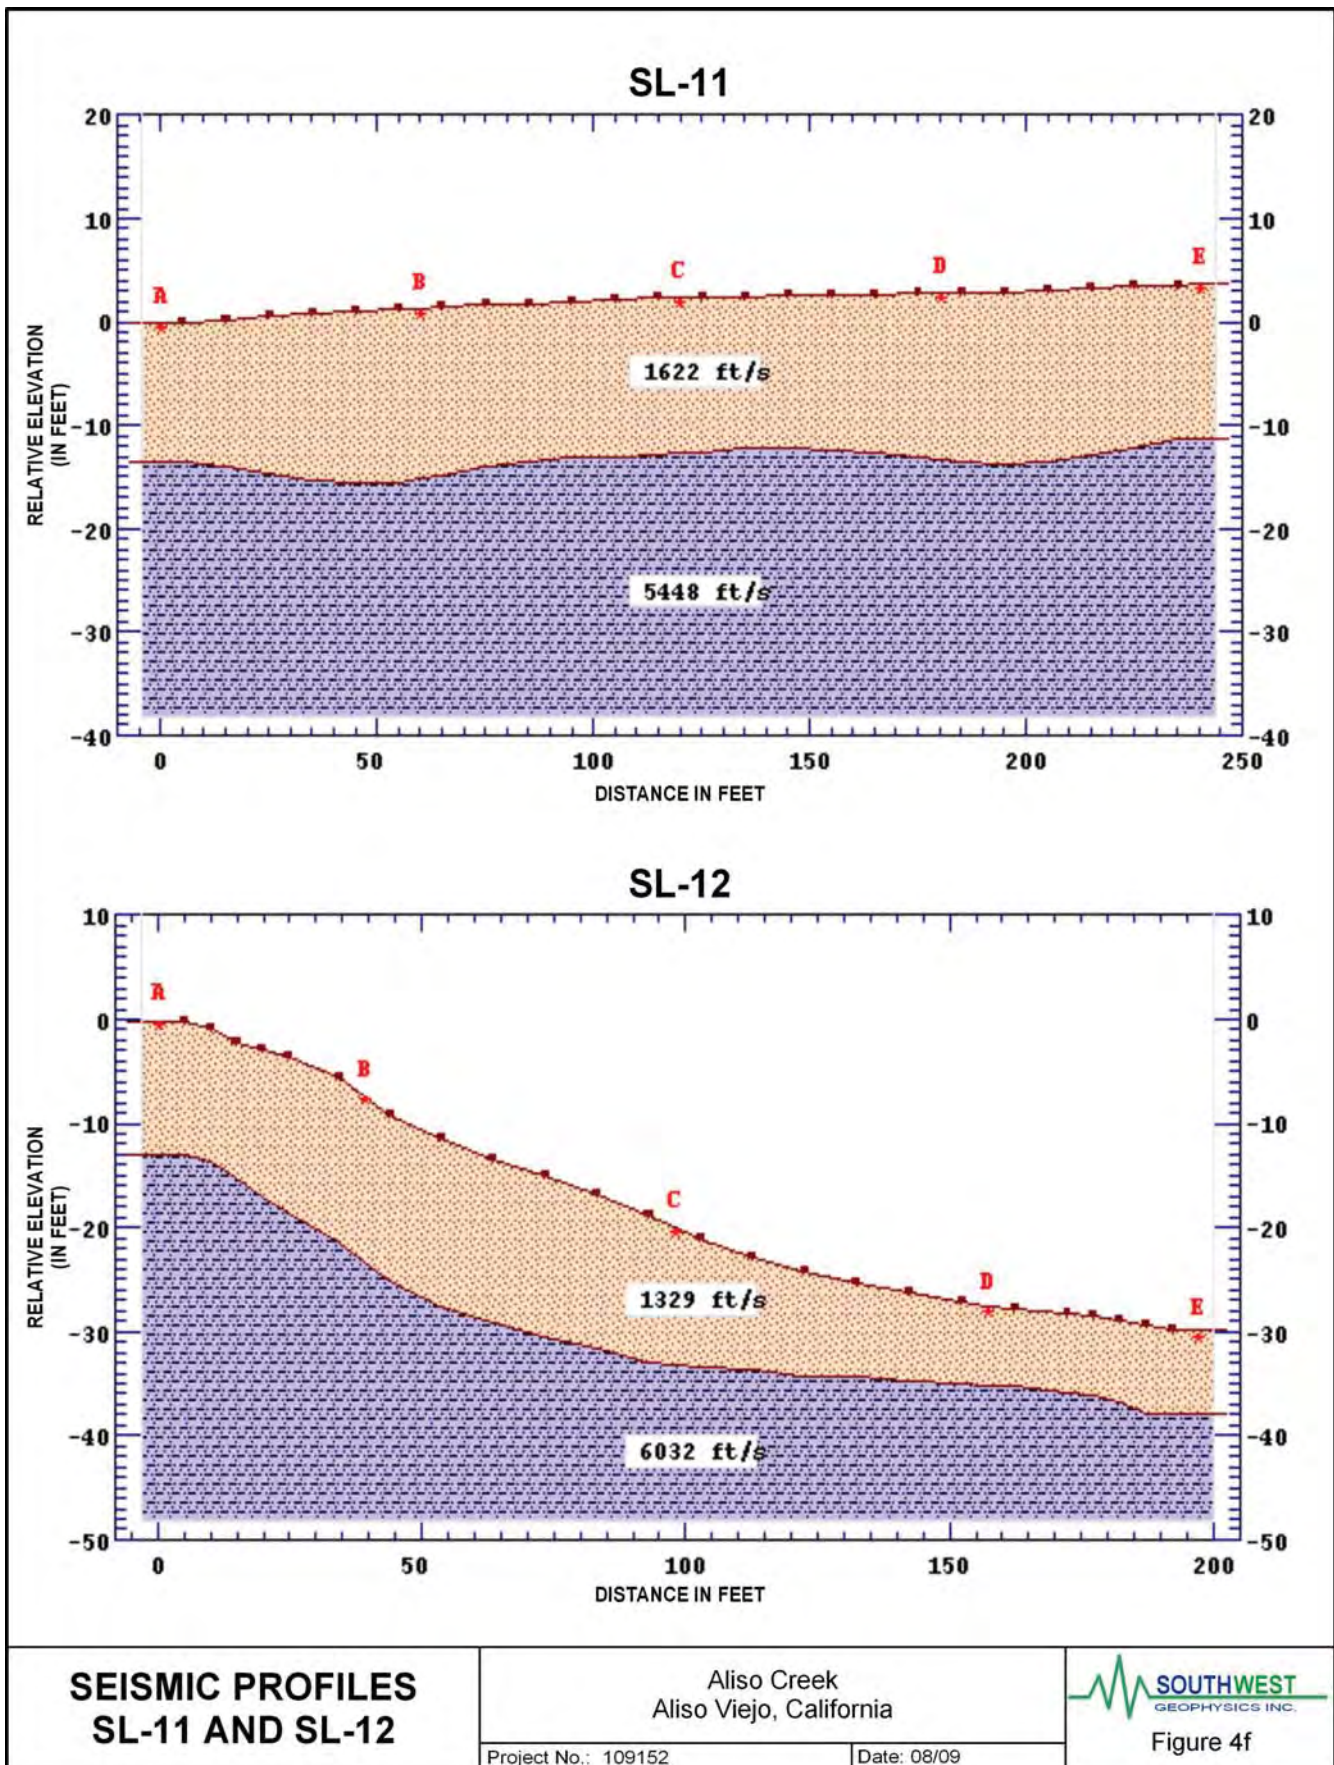 SL-11
20 20
10 10
A B C D E
0 0
1622 ft/s
-10 -10
-20 -20
5448 ft/s
-30 -30
-40 -40
0 50 100 150 200 250
RELATIVE ELEVATION
(IN FEET)
DISTANCE IN FEET
SL-12
10 10
A
0 0
B
-10 -10
C
-20 -20
D
1329 ft/s
E
-30 -30
-40 -40
6032 ft/s
-50 -50
0 50 100 150 200
RELATIVE ELEVATION
(IN FEET)
DISTANCE IN FEET
SEISMIC PROFILES
SL-11 AND SL-12
Aliso Creek
Aliso Viejo, California
Project No.: 109152
Date: 08/09
SOUTHWEST
GEOPHYSICS INC.
Figure 4f